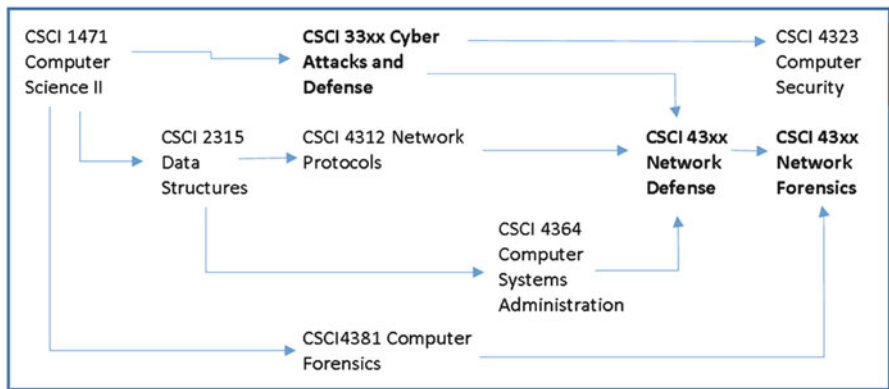 CSCI 1471
Computer
Science II
CSCI 33xx Cyber
Attacks and
Defense
CSCI 4323
Computer
Security
CSCI 2315
Data
Structures
CSCI 4312 Network
Protocols
CSCI 43xx
Network
Defense
CSCI 43xx
Network
Forensics
CSCI 4364
Computer
Systems
Administration
CSCI4381 Computer
Forensics